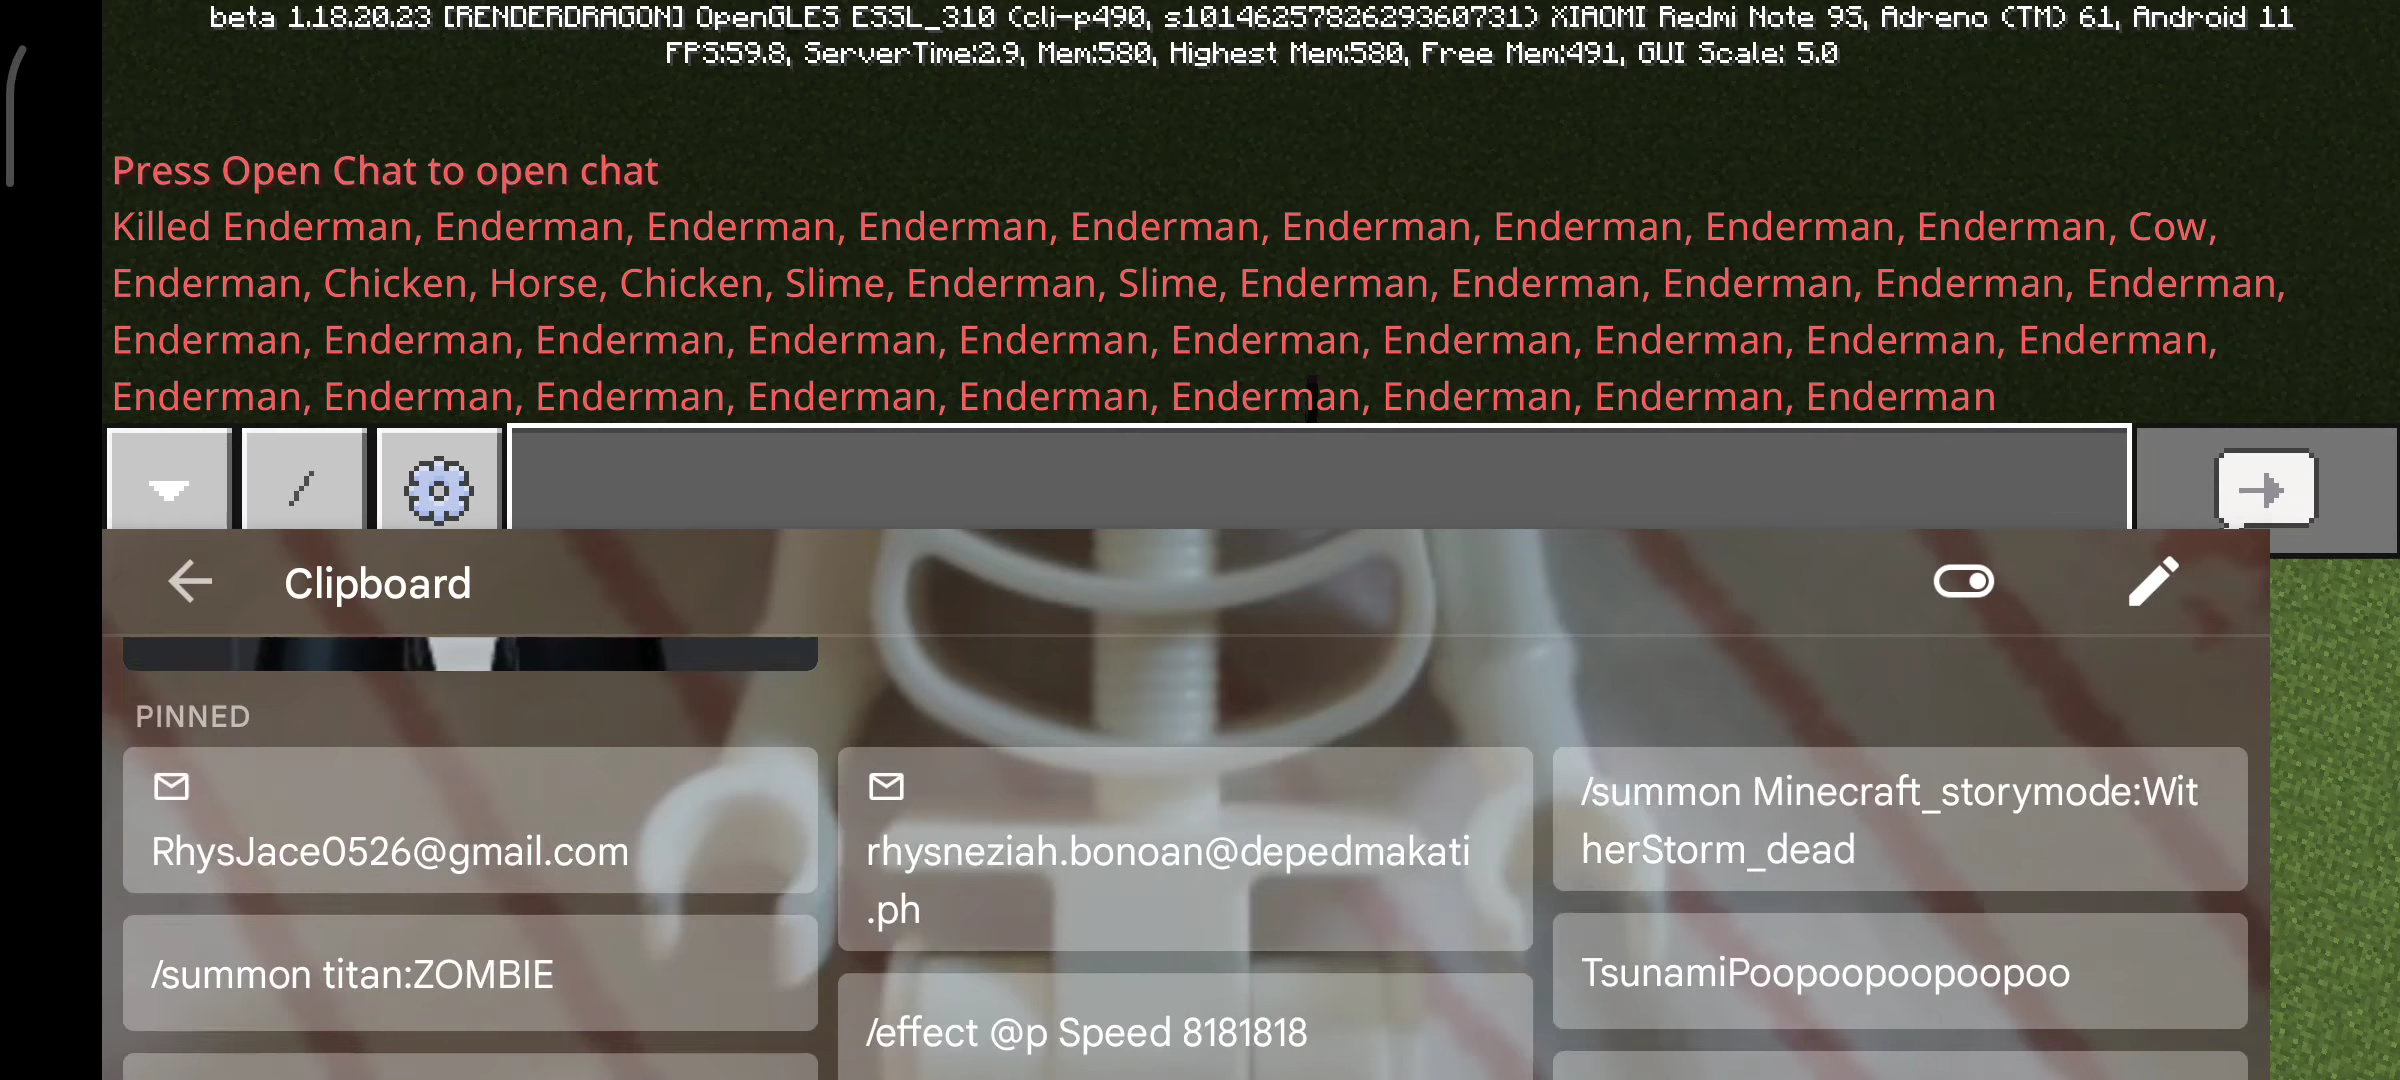 beta 1.18.20.23 [RENDERDRAGON] OpenGLES ESSL_310 (cli-p490, s1014625782629360731) XIAOMI Redmi Note 9S, Adreno (TM) 61, Android 11
FPS:59.8, ServerTime:2.9, Mem:580, Highest Mem:580, Free Mem:491, GUI Scale: 5.0
Press Open Chat to open chat
Killed Enderman, Enderman, Enderman, Enderman, Enderman, Enderman, Enderman, Enderman, Enderman, Cow,
Enderman, Chicken, Horse, Chicken, Slime, Enderman, Slime, Enderman, Enderman, Enderman, Enderman, Enderman,
Enderman, Enderman, Enderman, Enderman, Enderman, Enderman, Enderman, Enderman, Enderman, Enderman,
Enderman, Enderman, Enderman, Enderman, Enderman, Enderman, Enderman, Enderman, Enderman
/
Clipboard
PINNED
RhysJace0526@gmail.com
rhysneziah.bonoan@depedmakati
.ph
/summon Minecraft_storymode:Wit
herStorm_dead
/summon titan:ZOMBIE
/effect @p Speed 8181818
TsunamiPoopoopoopoopoo